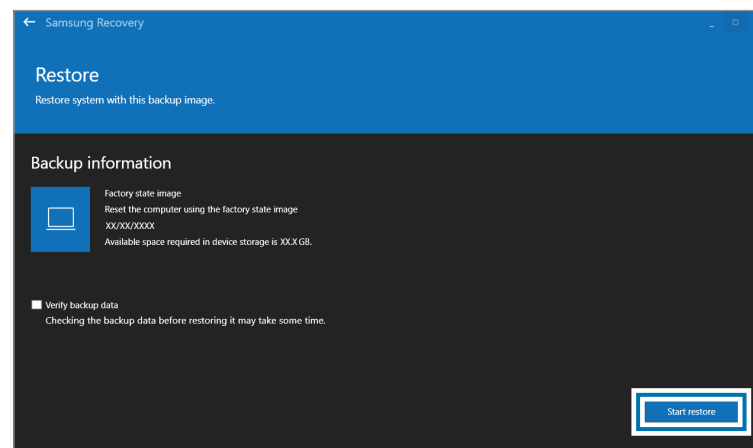 Samsung Recovery
Restore
Restore system with this backup image.
Backup information
Factory state image
Reset the computer using the factory state image
XX/XX/XXXX
Available space required in device storage is XX.X GB.
Verify backup data
Checking the backup data before restoring it may take some time.
Start restore